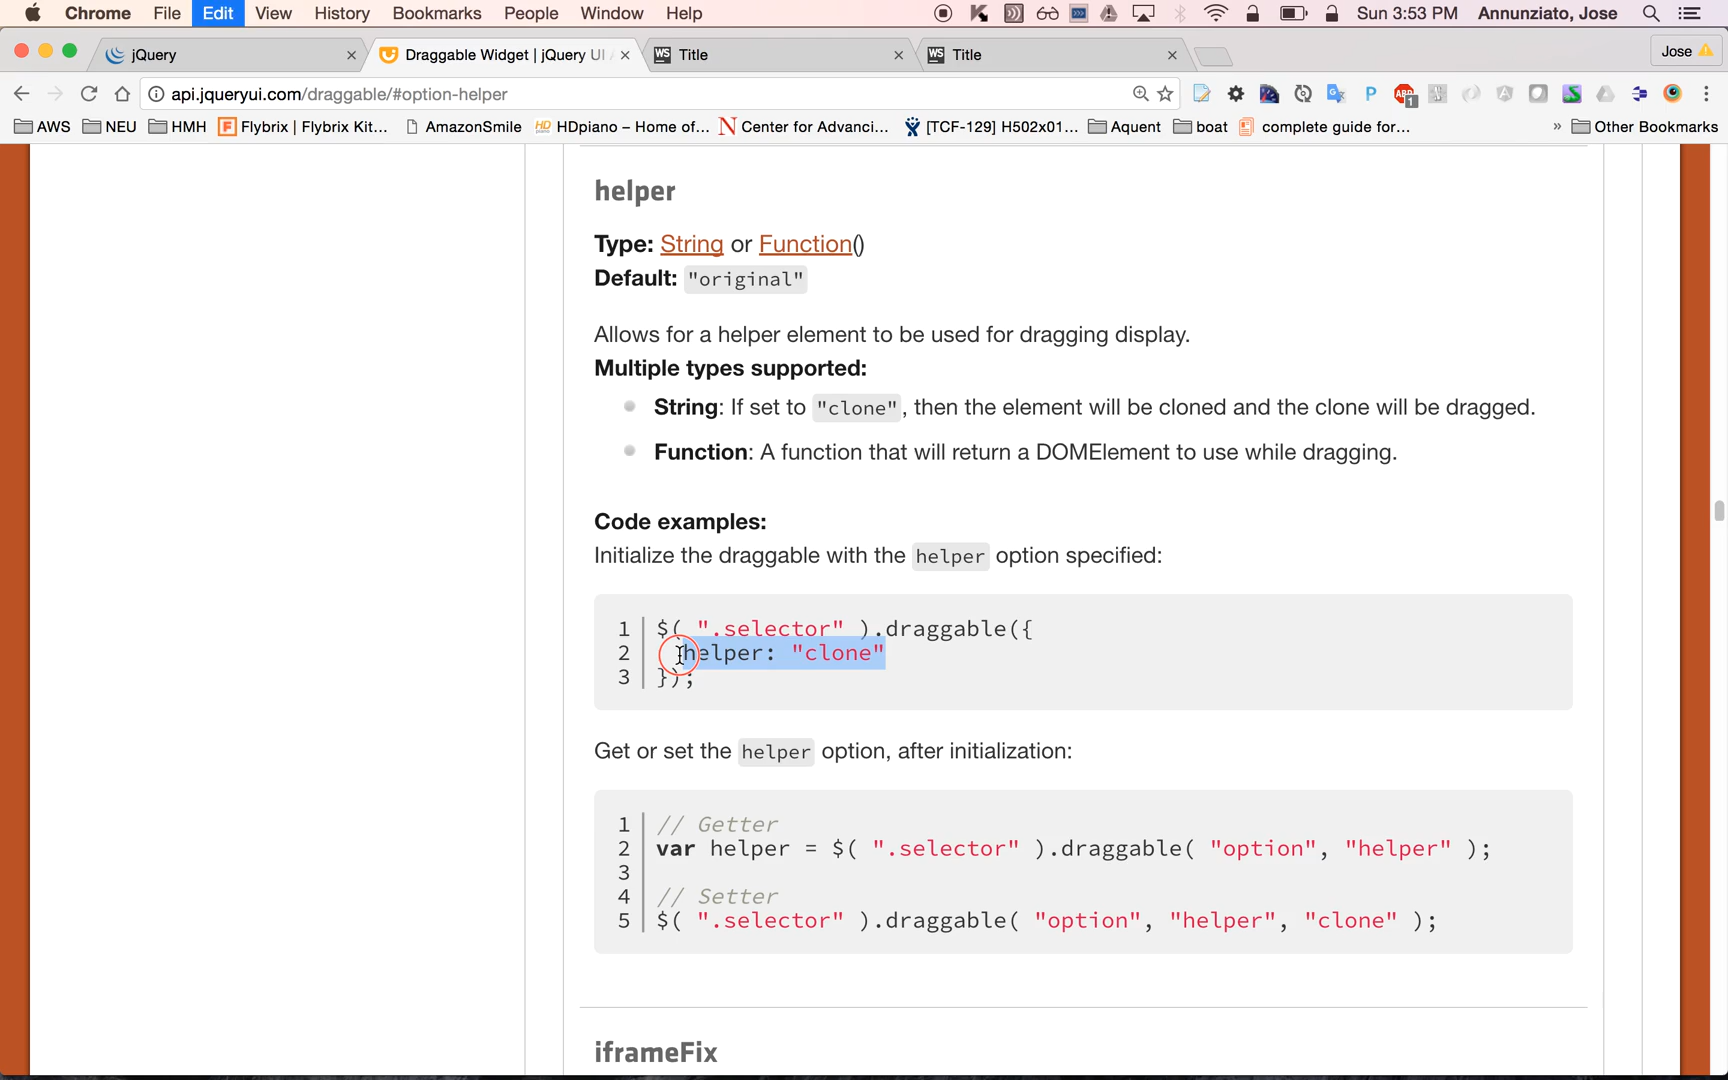 Chrome File Edit View History Bookmarks People Window Help Sun 3:53 PM Annunziato, Jose
jQuery Draggable Widget | jQuery UI A Title Title Jose
api.jqueryui.com/draggable/#option-helper
AWS NEU HMH Flybrix | Flybrix Kit... AmazonSmile HDpiano – Home of... Center for Advanci... [TCF-129] H502x01... Aquent boat complete guide for... » Other Bookmarks
helper
Type: String or Function()
Default: "original"
Allows for a helper element to be used for dragging display.
Multiple types supported:
String: If set to "clone", then the element will be cloned and the clone will be dragged.
Function: A function that will return a DOMElement to use while dragging.
Code examples:
Initialize the draggable with the helper option specified:
1 $( ".selector" ).draggable({
2 helper: "clone"
3 });
Get or set the helper option, after initialization:
1 // Getter
2 var helper = $( ".selector" ).draggable( "option", "helper" );
3
4 // Setter
5 $( ".selector" ).draggable( "option", "helper", "clone" );
iframeFix